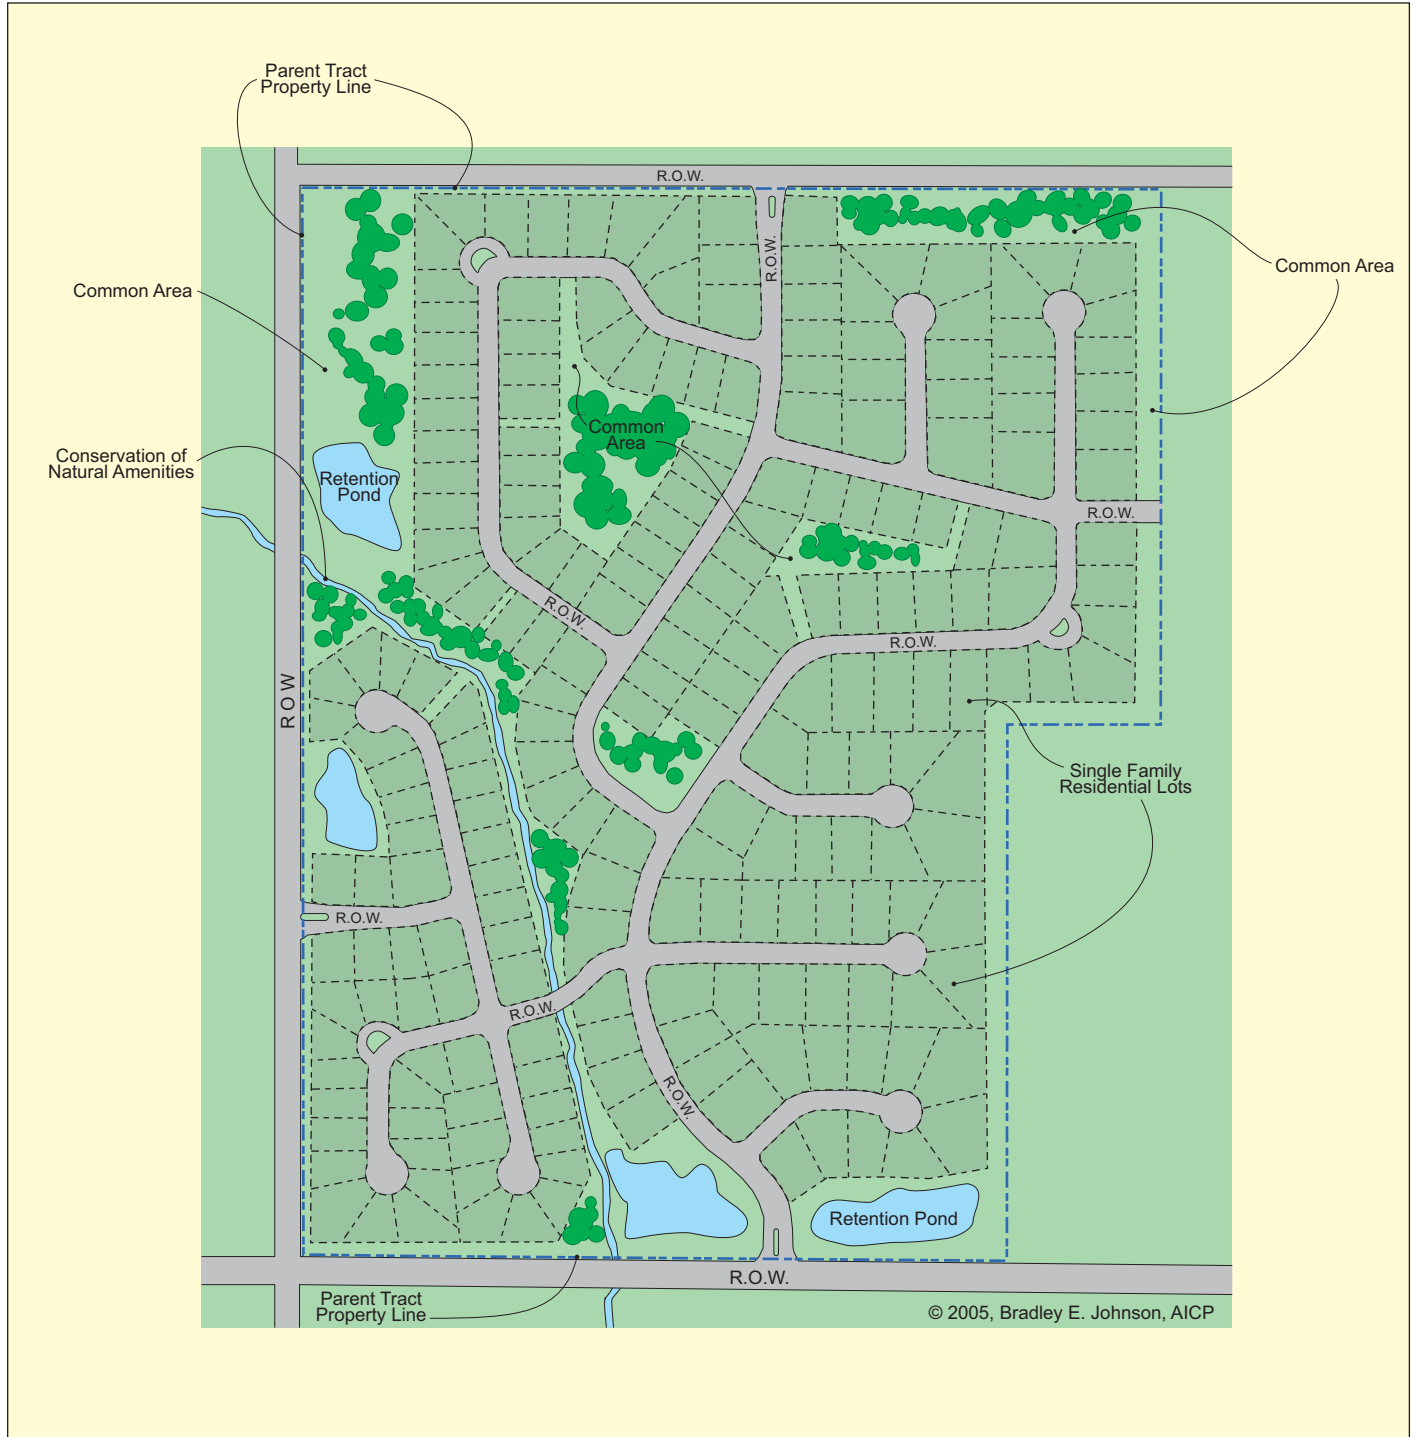 Parent Tract
Property Line
R.O.W.
R.O.W.
Common Area
Common Area
Common
Area
Conservation of
Natural Amenities
Retention
Pond
R.O.W.
R.O.W.
R.O.W.
R O W
Single Family
Residential Lots
R.O.W.
R.O.W.
R.O.W.
Retention Pond
R.O.W.
Parent Tract
Property Line
© 2005, Bradley E. Johnson, AICP